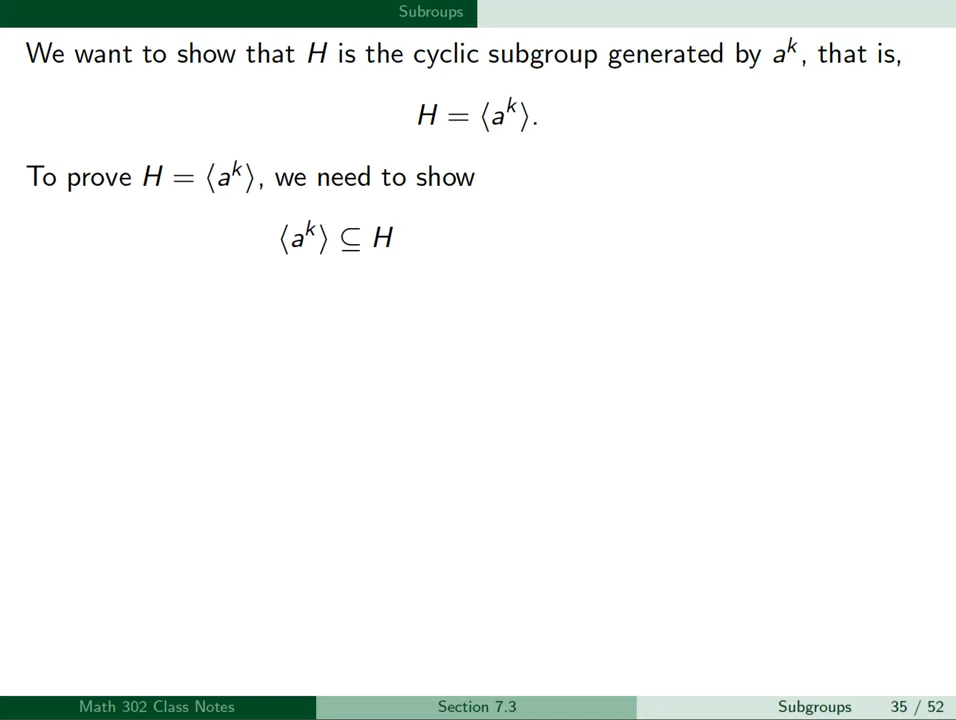 Subroups
We want to show that H is the cyclic subgroup generated by a^k, that is,
H = ⟨a^k⟩.
To prove H = ⟨a^k⟩, we need to show
⟨a^k⟩ ⊆ H
Math 302 Class Notes Section 7.3 Subgroups 35 / 52